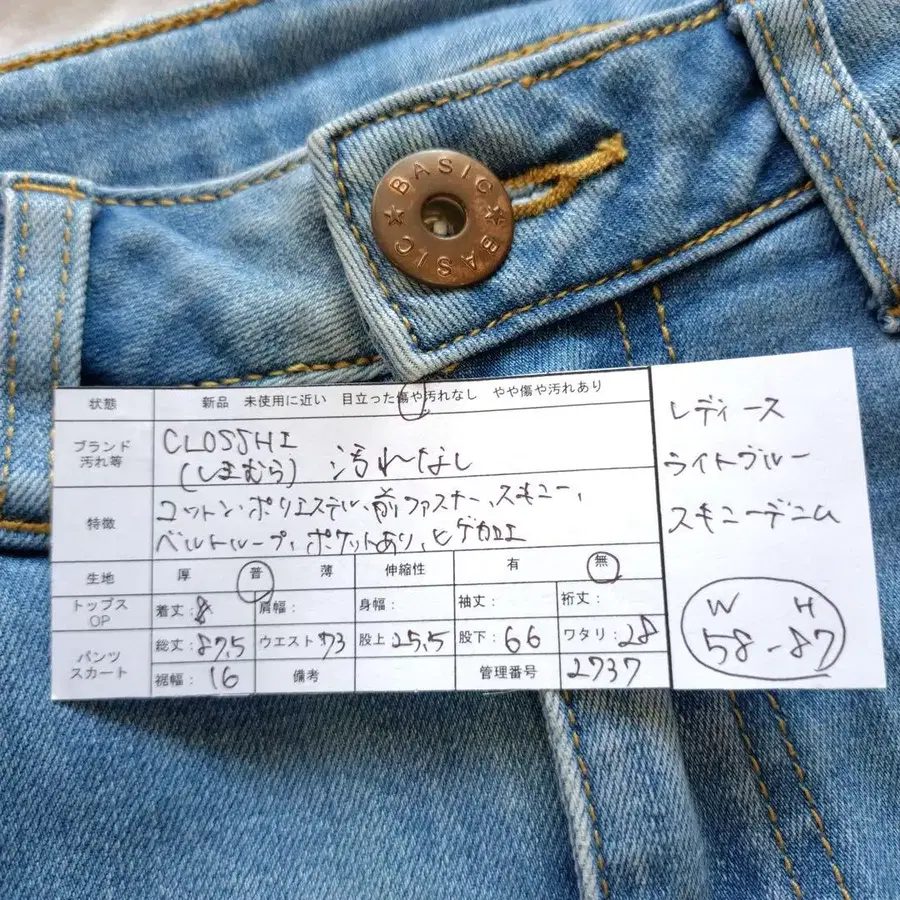 BASIC ★ BASIC ★
状態 新品 未使用に近い 目立った傷や汚れなし やや傷や汚れあり
ブランド CLOSSHI
汚れ等 (しまむら) 汚れなし
特徴 コットン、ポリエステル、前ファスナー、スキニー、
ベルトループ、ポケットあり、ヒゲカロエ
生地 厚 普 薄 伸縮性 有 無
トップス OP 着丈：8 肩幅： 身幅： 袖丈： 裄丈：
パンツ スカート 総丈：87.5 ウエスト73 股上25.5 股下：66 ワタリ：28
裾幅：16 備考 管理番号 2737
レディース
ライトブルー
スキニーデニム
W H
58-87